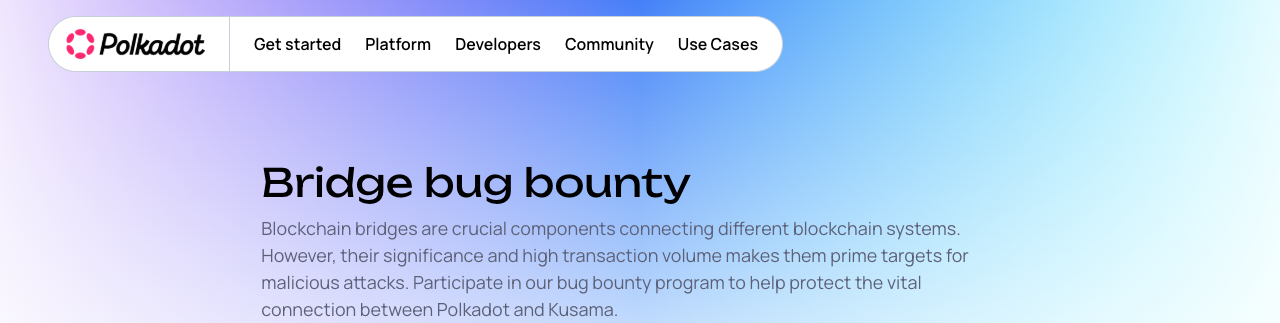 Polkadot
Get started Platform Developers Community Use Cases
Bridge bug bounty
Blockchain bridges are crucial components connecting different blockchain systems.
However, their significance and high transaction volume makes them prime targets for
malicious attacks. Participate in our bug bounty program to help protect the vital
connection between Polkadot and Kusama.